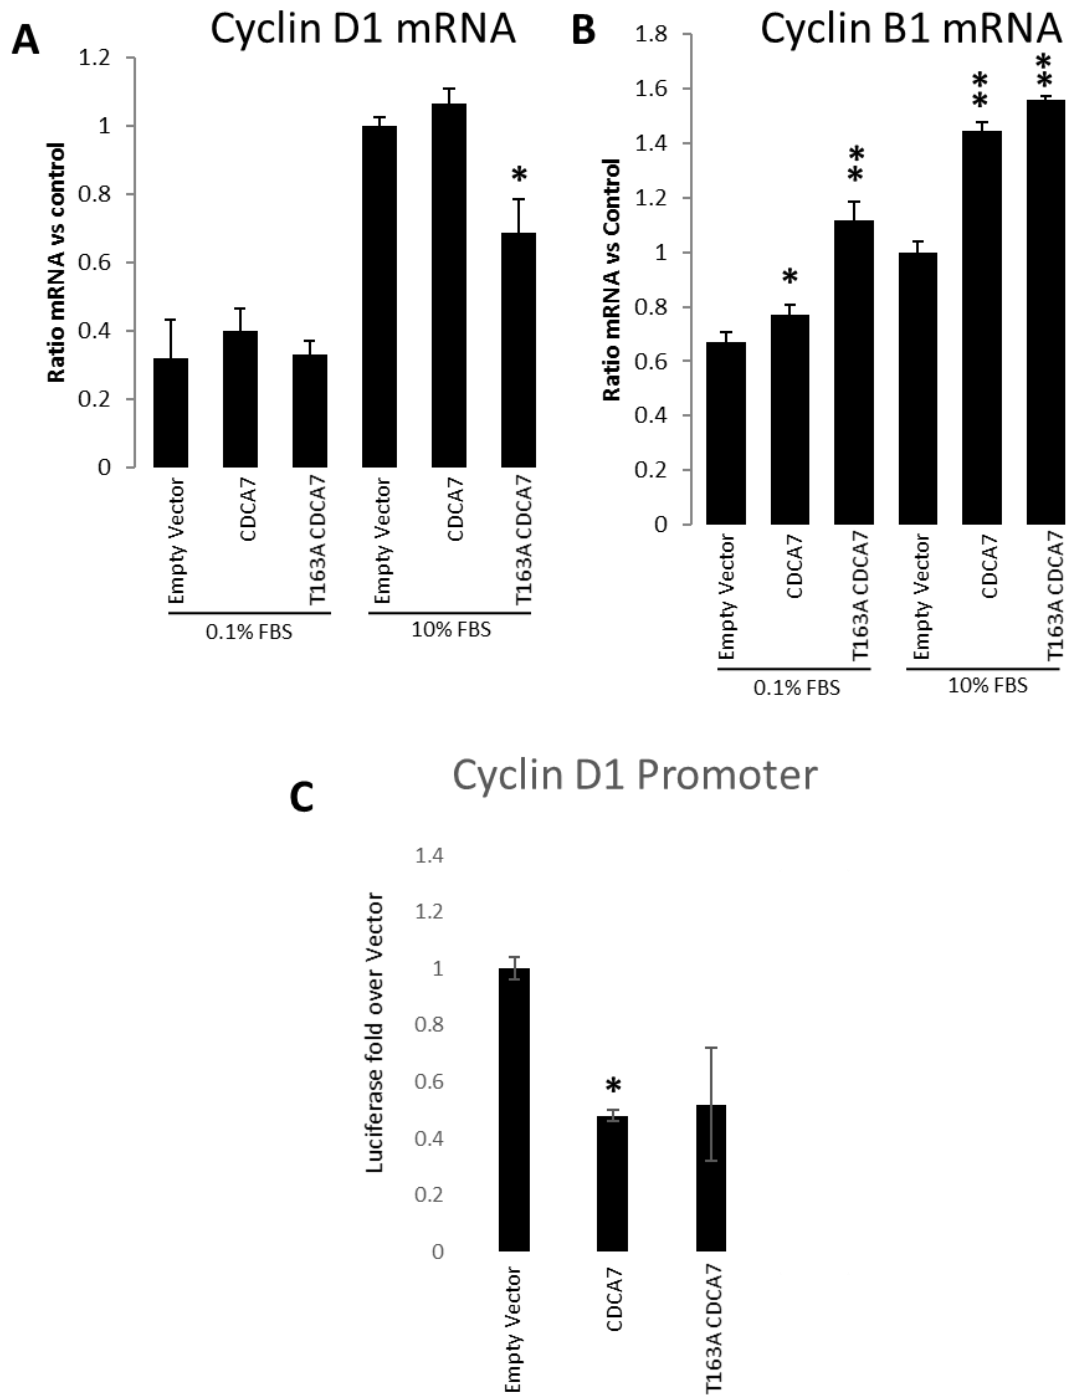 A
Cyclin D1 mRNA
Ratio mRNA vs control
1.2
1
0.8
0.6
0.4
0.2
0
*
Empty Vector
CDCA7
T163A CDCA7
Empty Vector
CDCA7
T163A CDCA7
0.1% FBS
10% FBS
B
Cyclin B1 mRNA
Ratio mRNA vs Control
1.8
1.6
1.4
1.2
1
0.8
0.6
0.4
0.2
0
*
**
**
**
Empty Vector
CDCA7
T163A CDCA7
Empty Vector
CDCA7
T163A CDCA7
0.1% FBS
10% FBS
C
Cyclin D1 Promoter
Luciferase fold over Vector
1.4
1.2
1
0.8
0.6
0.4
0.2
0
*
Empty Vector
CDCA7
T163A CDCA7